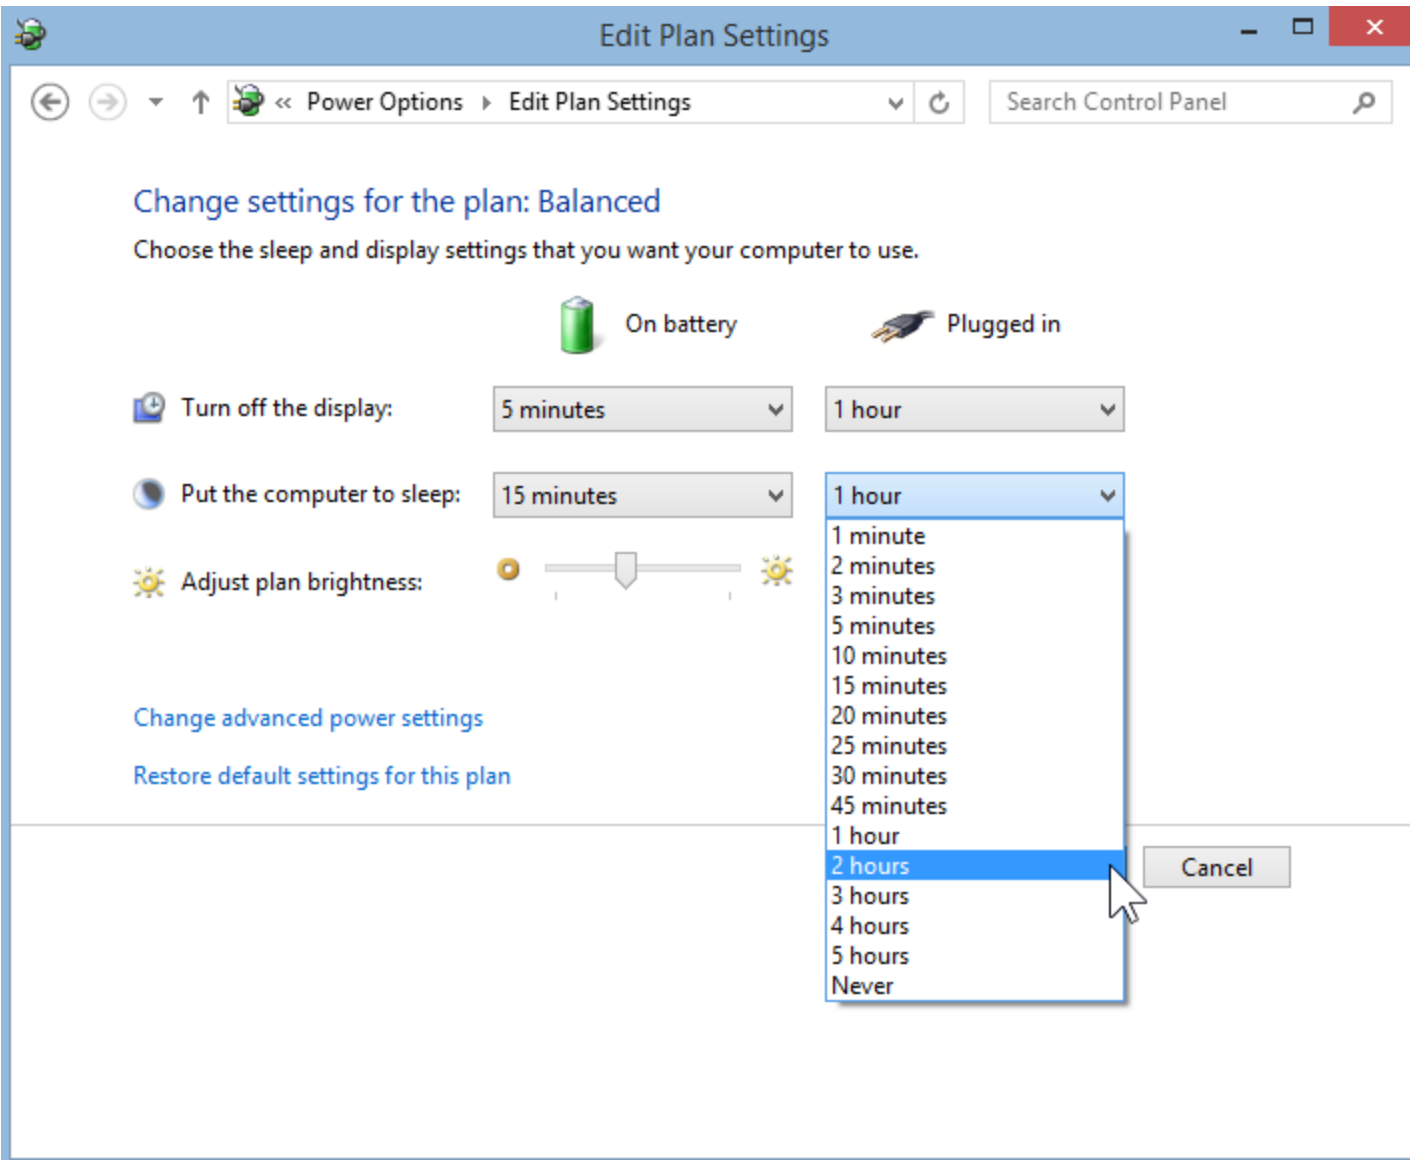 Edit Plan Settings
« Power Options Edit Plan Settings Search Control Panel
Change settings for the plan: Balanced
Choose the sleep and display settings that you want your computer to use.
On battery Plugged in
Turn off the display: 5 minutes 1 hour
Put the computer to sleep: 15 minutes 1 hour
1 minute
2 minutes
3 minutes
Adjust plan brightness:
5 minutes
10 minutes
15 minutes
Change advanced power settings
20 minutes
25 minutes
Restore default settings for this plan
30 minutes
45 minutes
1 hour
2 hours
Cancel
3 hours
4 hours
5 hours
Never